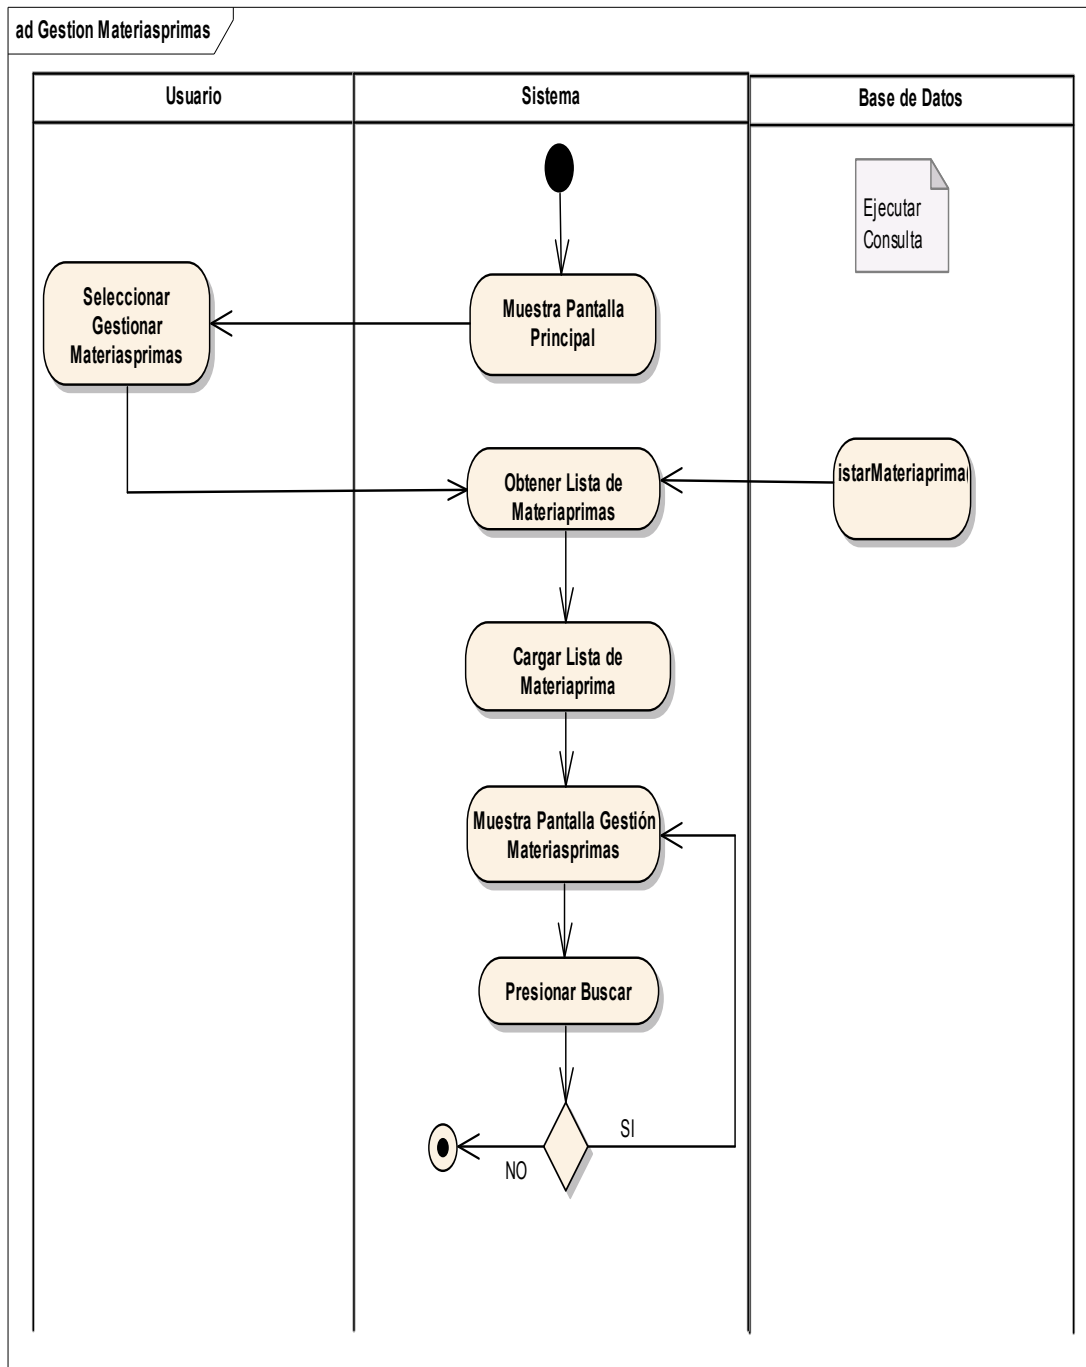 ad Gestion Materiasprimas
Usuario
Sistema
Base de Datos
Ejecutar
Consulta
Seleccionar
Gestionar
Materiasprimas
Muestra Pantalla
Principal
Obtener Lista de
Materiaprimas
istarMateriaprima(
Cargar Lista de
Materiaprima
Muestra Pantalla Gestión
Materiasprimas
Presionar Buscar
SI
NO